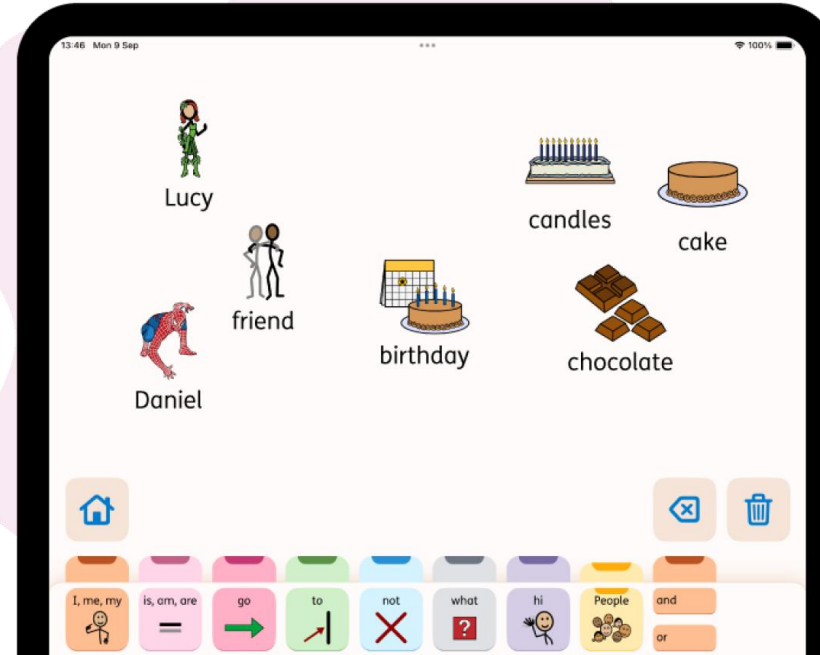 13:46 Mon 9 Sep
100%
Lucy
candles
cake
friend
birthday
chocolate
Daniel
I, me, my
is, am, are
go
to
not
what
hi
People
and
or